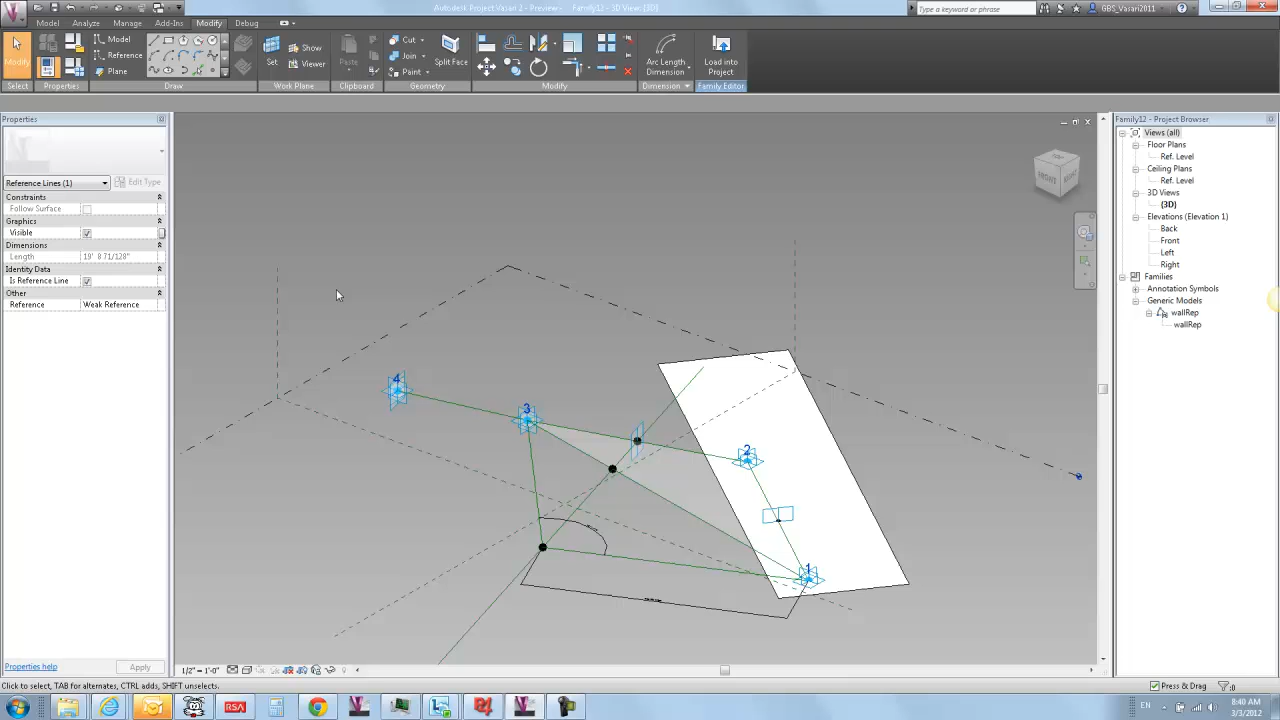 Autodesk Project Vasari 2 - Preview- Family12 - 3D View: {3D}
Type a keyword or phrase
GBS_Vasari2011
Model Analyze Manage Add-Ins Insert Modify Debug
Modify
Model
Reference
Plane
Set
Show
Viewer
Paste
Cut
Join
Paint
Split Face
Arc Length Dimension
Load into Project
Select Properties Draw Work Plane Clipboard Geometry Modify Dimension Family Editor
Properties
Reference Lines (1)
Edit Type
Constraints
Follow Surface
Graphics
Visible
Dimensions
Length 19' 8 71/128"
Identity Data
Is Reference Line
Other
Reference Weak Reference
Properties help
Apply
FRONT
RIGHT
4
3
2
1
1/2" = 1'-0"
Family12 - Project Browser
Views (all)
Floor Plans
Ref. Level
Ceiling Plans
Ref. Level
3D Views
{3D}
Elevations (Elevation 1)
Back
Front
Left
Right
Families
Annotation Symbols
Generic Models
wallRep
wallRep
Click to select, TAB for alternates, CTRL adds, SHIFT unselects.
Press & Drag
:0
RSA
EN
8:40 AM
3/3/2012